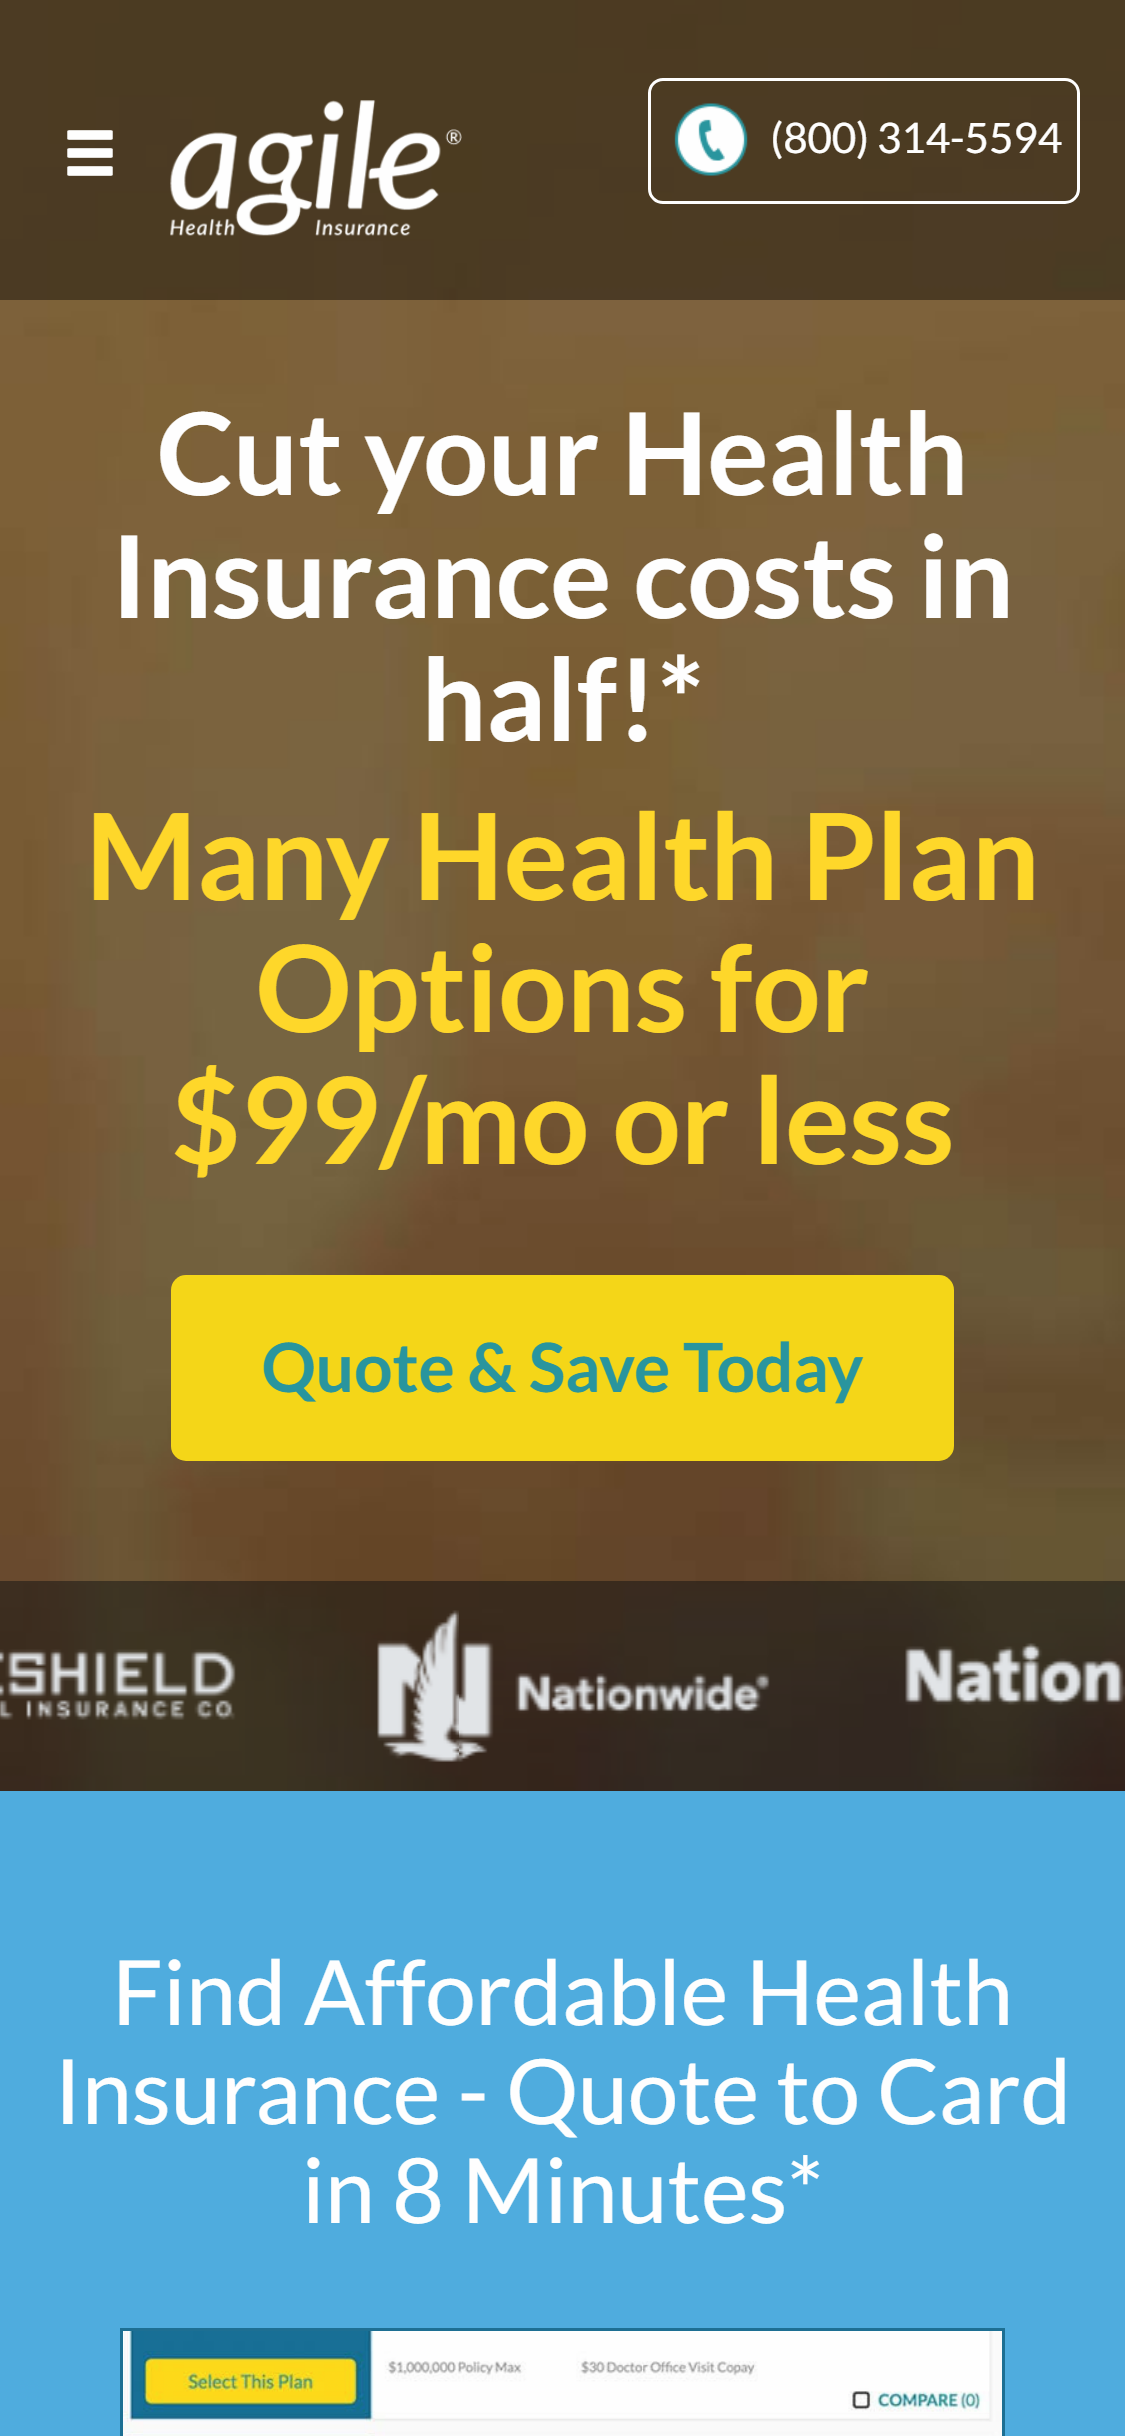 agile®
Health Insurance
(800) 314-5594
Cut your Health
Insurance costs in
half!*
Many Health Plan
Options for
$99/mo or less
Quote & Save Today
ESHIELD
L INSURANCE CO.
Nationwide®
Nation
Find Affordable Health
Insurance - Quote to Card
in 8 Minutes*
Select This Plan
$1,000,000 Policy Max
$30 Doctor Office Visit Copay
COMPARE (0)